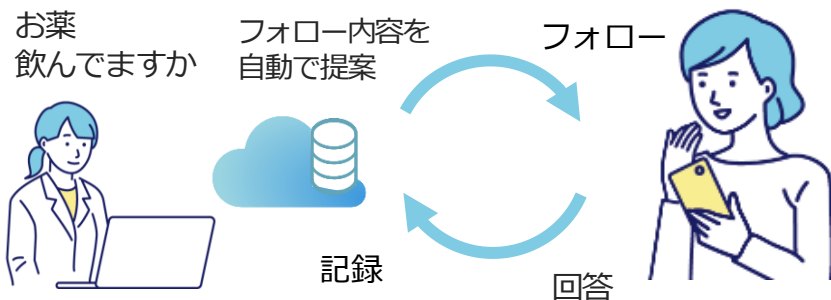 お薬
飲んでますか
フォロー内容を
自動で提案
フォロー
記録
回答